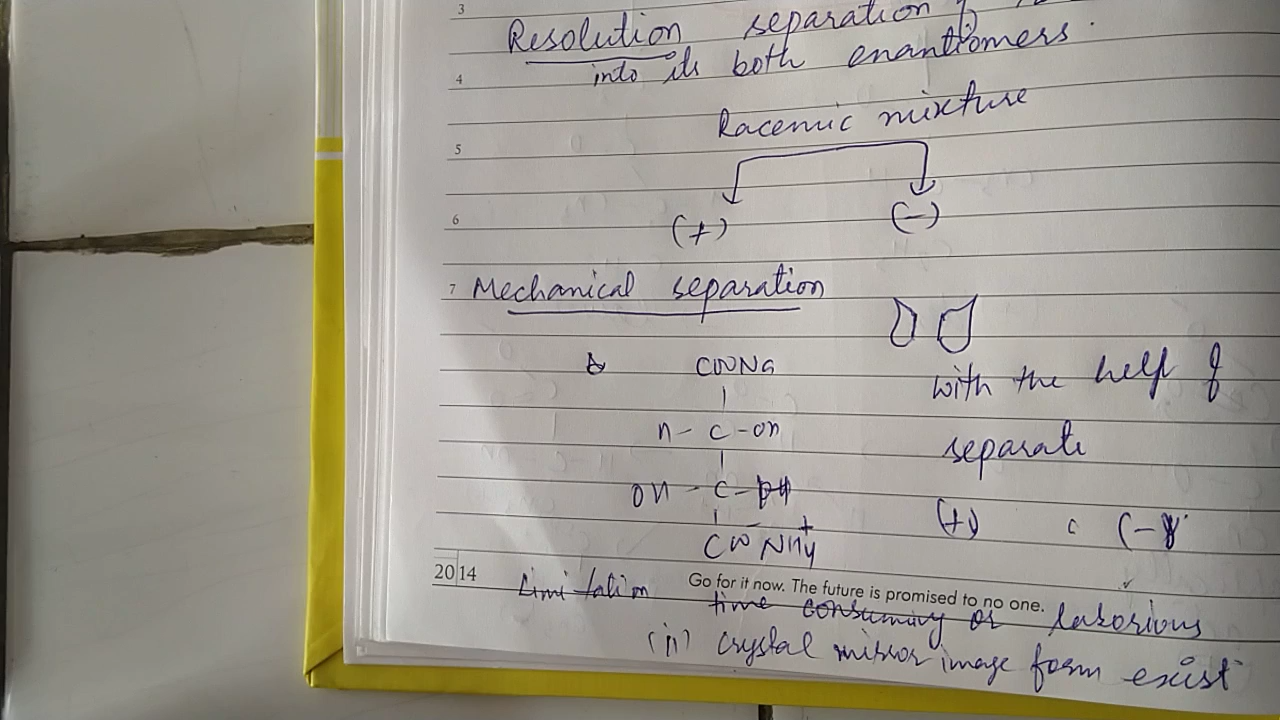 3
Resolution separation of
into its both enantiomers.
4
Racemic mixture
5
(+) (-)
6
7 Mechanical separation
COONa
with the help of
H- C -OH
separate
OH - C - H
(+) (-)
COO⁻ NH4⁺
2014 Go for it now. The future is promised to no one.
Limitation time consuming or laborious
(ii) crystal mirror image form exist